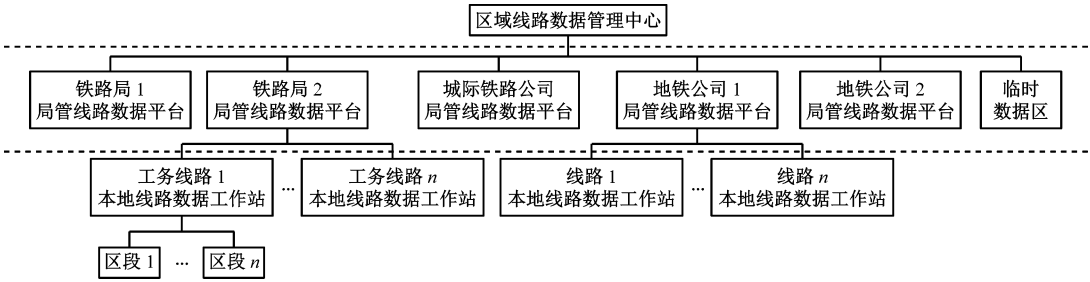 区域线路数据管理中心
铁路局 1
局管线路数据平台
铁路局 2
局管线路数据平台
城际铁路公司
局管线路数据平台
地铁公司 1
局管线路数据平台
地铁公司 2
局管线路数据平台
临时
数据区
工务线路 1
本地线路数据工作站
...
工务线路 n
本地线路数据工作站
线路 1
本地线路数据工作站
...
线路 n
本地线路数据工作站
区段 1
...
区段 n